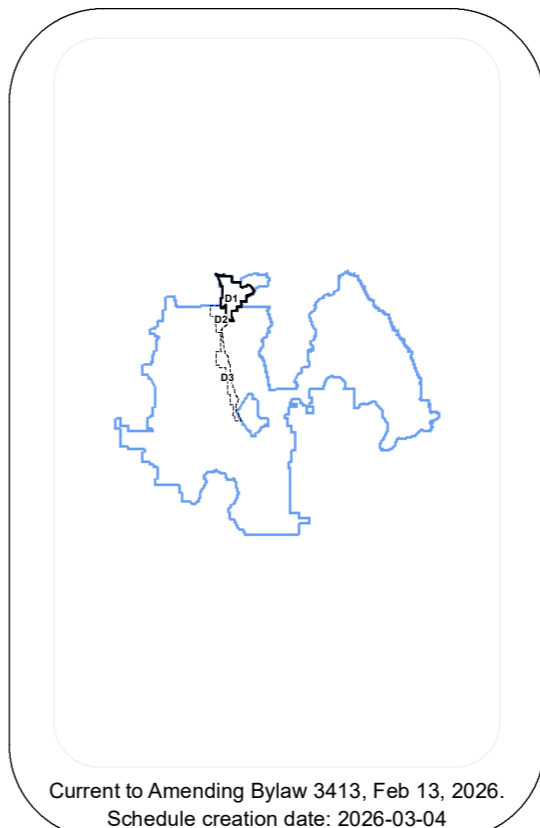 D1
D2
D3
Current to Amending Bylaw 3413, Feb 13, 2026.
Schedule creation date: 2026-03-04